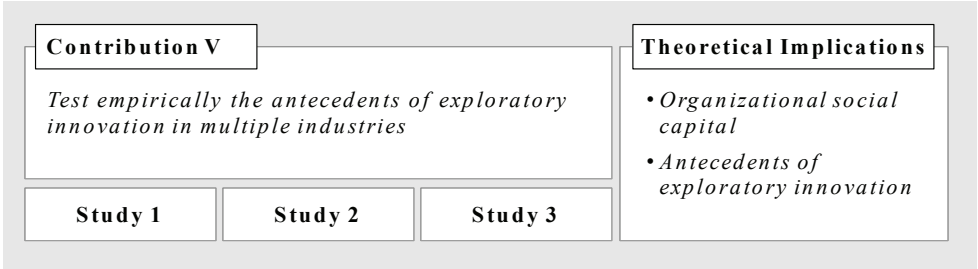 Contribution V
Test empirically the antecedents of exploratory
innovation in multiple industries
Study 1
Study 2
Study 3
Theoretical Implications
• Organizational social
capital
• Antecedents of
exploratory innovation